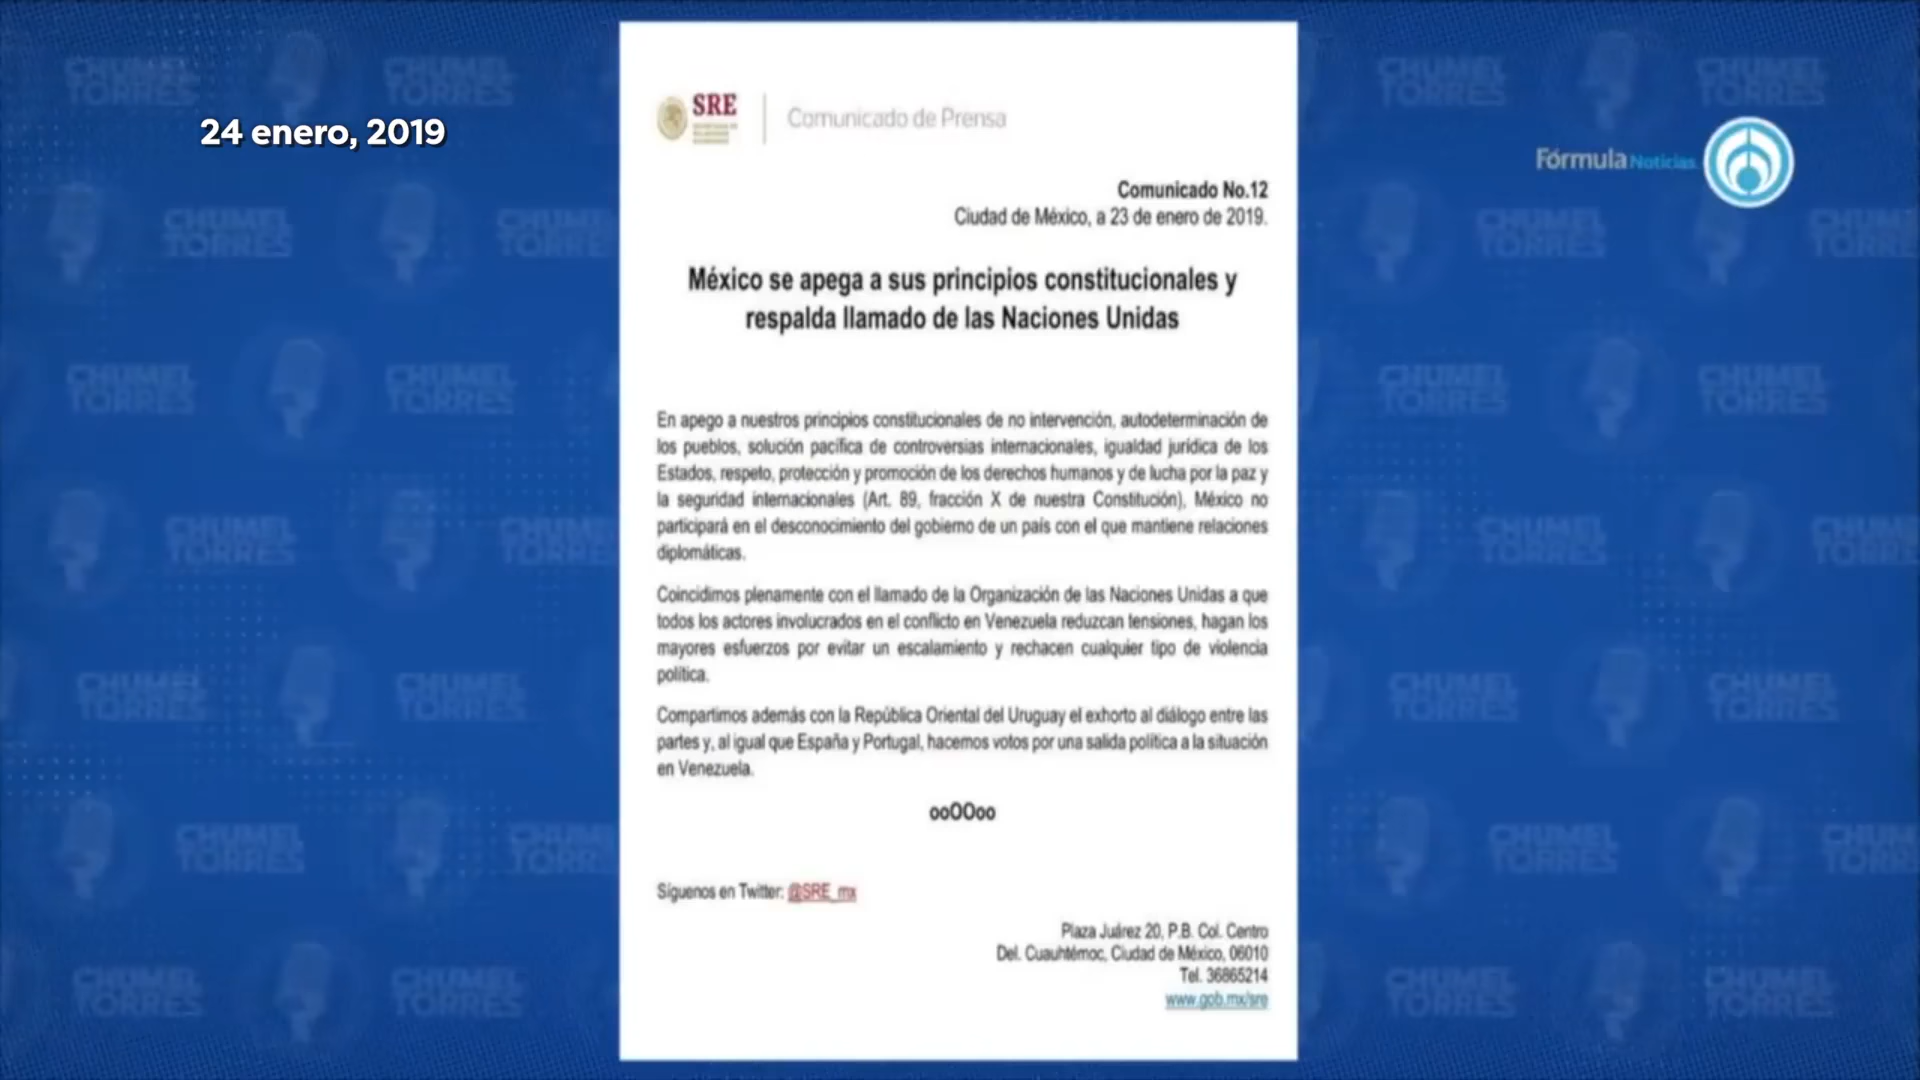 24 enero, 2019
Fórmula Noticias
SRE
Comunicado de Prensa
Comunicado No.12
Ciudad de México, a 23 de enero de 2019.
México se apega a sus principios constitucionales y
respalda llamado de las Naciones Unidas
En apego a nuestros principios constitucionales de no intervención, autodeterminación de
los pueblos, solución pacífica de controversias internacionales, igualdad jurídica de los
Estados, respeto, protección y promoción de los derechos humanos y de lucha por la paz y
la seguridad internacionales (Art. 89, fracción X de nuestra Constitución), México no
participará en el desconocimiento del gobierno de un país con el que mantiene relaciones
diplomáticas.
Coincidimos plenamente con el llamado de la Organización de las Naciones Unidas a que
todos los actores involucrados en el conflicto en Venezuela reduzcan tensiones, hagan los
mayores esfuerzos por evitar un escalamiento y rechacen cualquier tipo de violencia
política.
Compartimos además con la República Oriental del Uruguay el exhorto al diálogo entre las
partes y, al igual que España y Portugal, hacemos votos por una salida política a la situación
en Venezuela.
ooOOoo
Síguenos en Twitter: @SRE_mx
Plaza Juárez 20, P.B. Col. Centro
Del. Cuauhtémoc, Ciudad de México, 06010
Tel. 36865214
www.gob.mx/sre
CHUMEL
TORRES